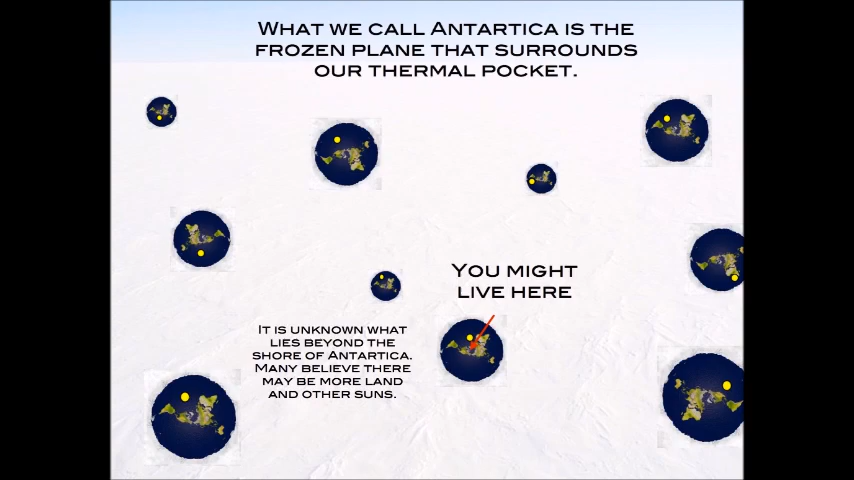 What we call Antartica is the
frozen plane that surrounds
our thermal pocket.
You might
live here
It is unknown what
lies beyond the
shore of Antartica.
Many believe there
may be more land
and other suns.